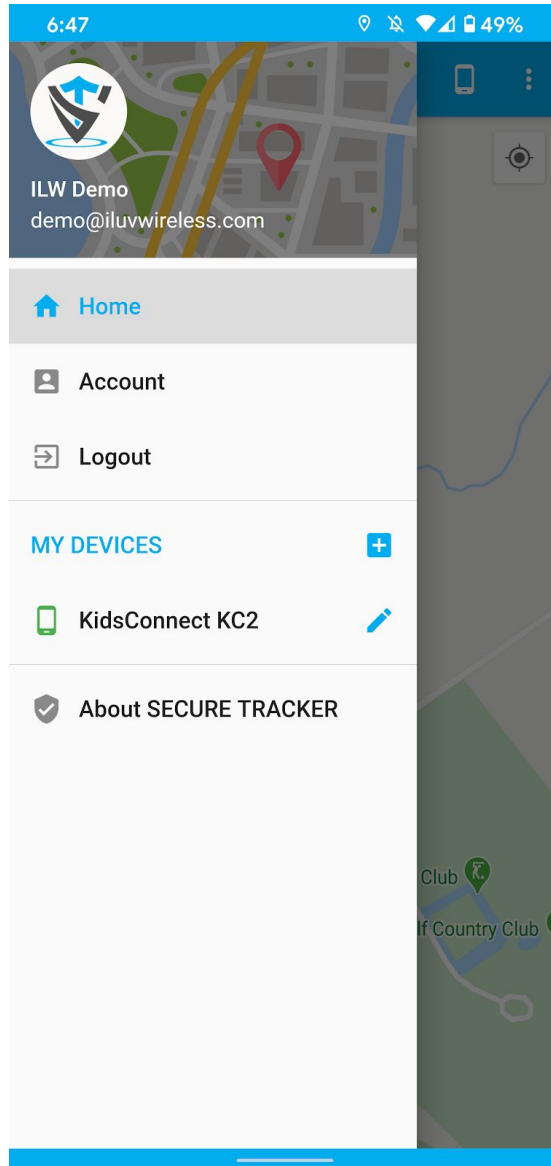 6:47
49%
ILW Demo
demo@iluvwireless.com
Home
Account
Logout
MY DEVICES
KidsConnect KC2
About SECURE TRACKER
Club
lf Country Club